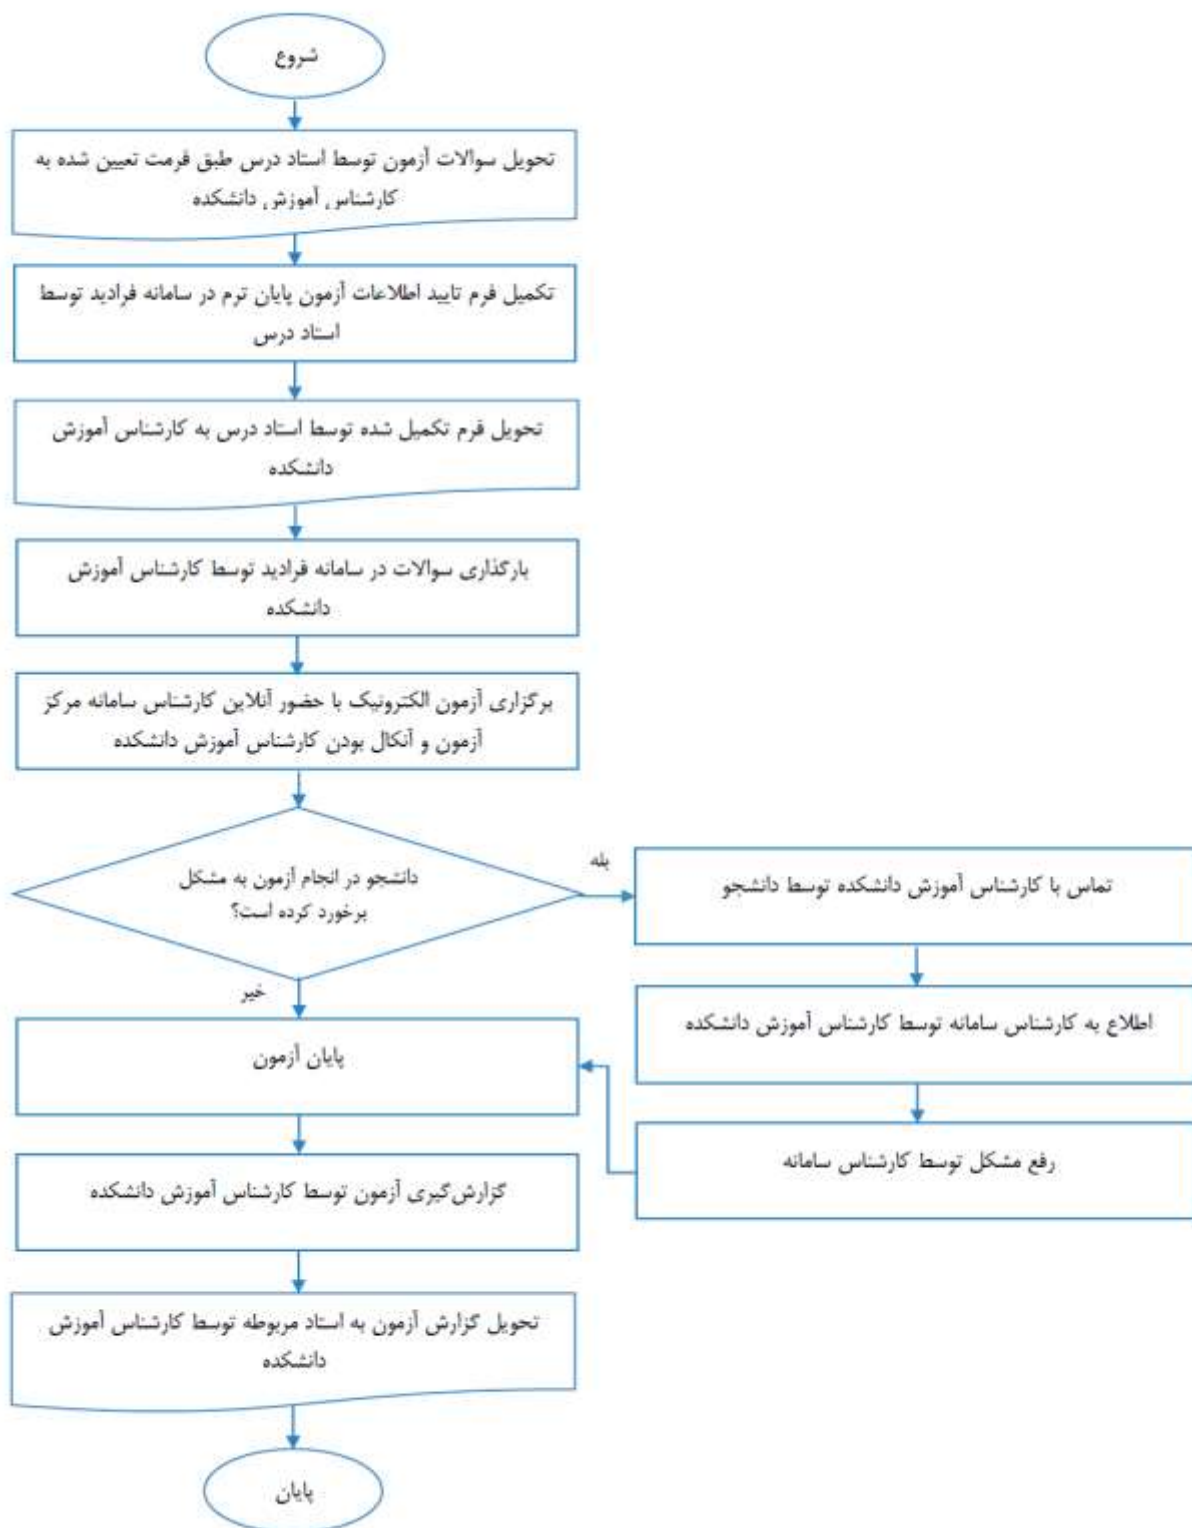 شروع
تحویل سوالات آزمون توسط استاد درس طبق فرمت تعیین شده به
کارشناس آموزش دانشکده
تکمیل فرم تایید اطلاعات آزمون پایان ترم در سامانه فرادید توسط
استاد درس
تحویل فرم تکمیل شده توسط استاد درس به کارشناس آموزش
دانشکده
بارگذاری سوالات در سامانه فرادید توسط کارشناس آموزش
دانشکده
برگزاری آزمون الکترونیک با حضور آنلاین کارشناس سامانه مرکز
آزمون و آنکال بودن کارشناس آموزش دانشکده
دانشجو در انجام آزمون به مشکل
برخورد کرده است؟
بله
تماس با کارشناس آموزش دانشکده توسط دانشجو
اطلاع به کارشناس سامانه توسط کارشناس آموزش دانشکده
رفع مشکل توسط کارشناس سامانه
خیر
پایان آزمون
گزارش‌گیری آزمون توسط کارشناس آموزش دانشکده
تحویل گزارش آزمون به استاد مربوطه توسط کارشناس آموزش
دانشکده
پایان